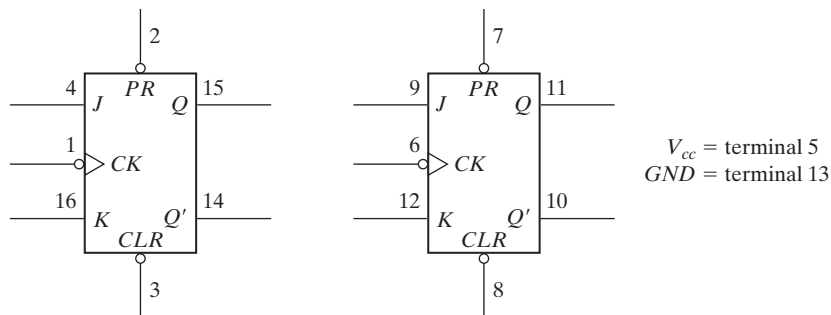 2 7
4 PR 15 9 PR 11
J Q J Q
1 6
CK CK
V_cc = terminal 5
GND = terminal 13
16 14 12 10
K Q' K Q'
CLR CLR
3 8